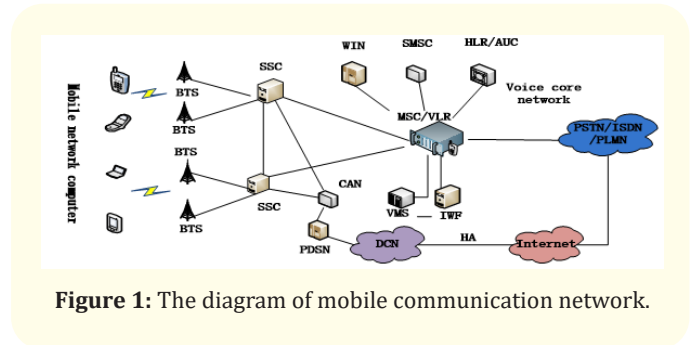 WIN
SMSC
HLR/AUC
SSC
Voice core
network
BTS
MSC/VLR
Mobile network computer
BTS
PSTN/ISDN
/PLMN
BTS
CAN
SSC
VMS
IWF
BTS
PDSN
DCN
HA
Internet
Figure 1: The diagram of mobile communication network.